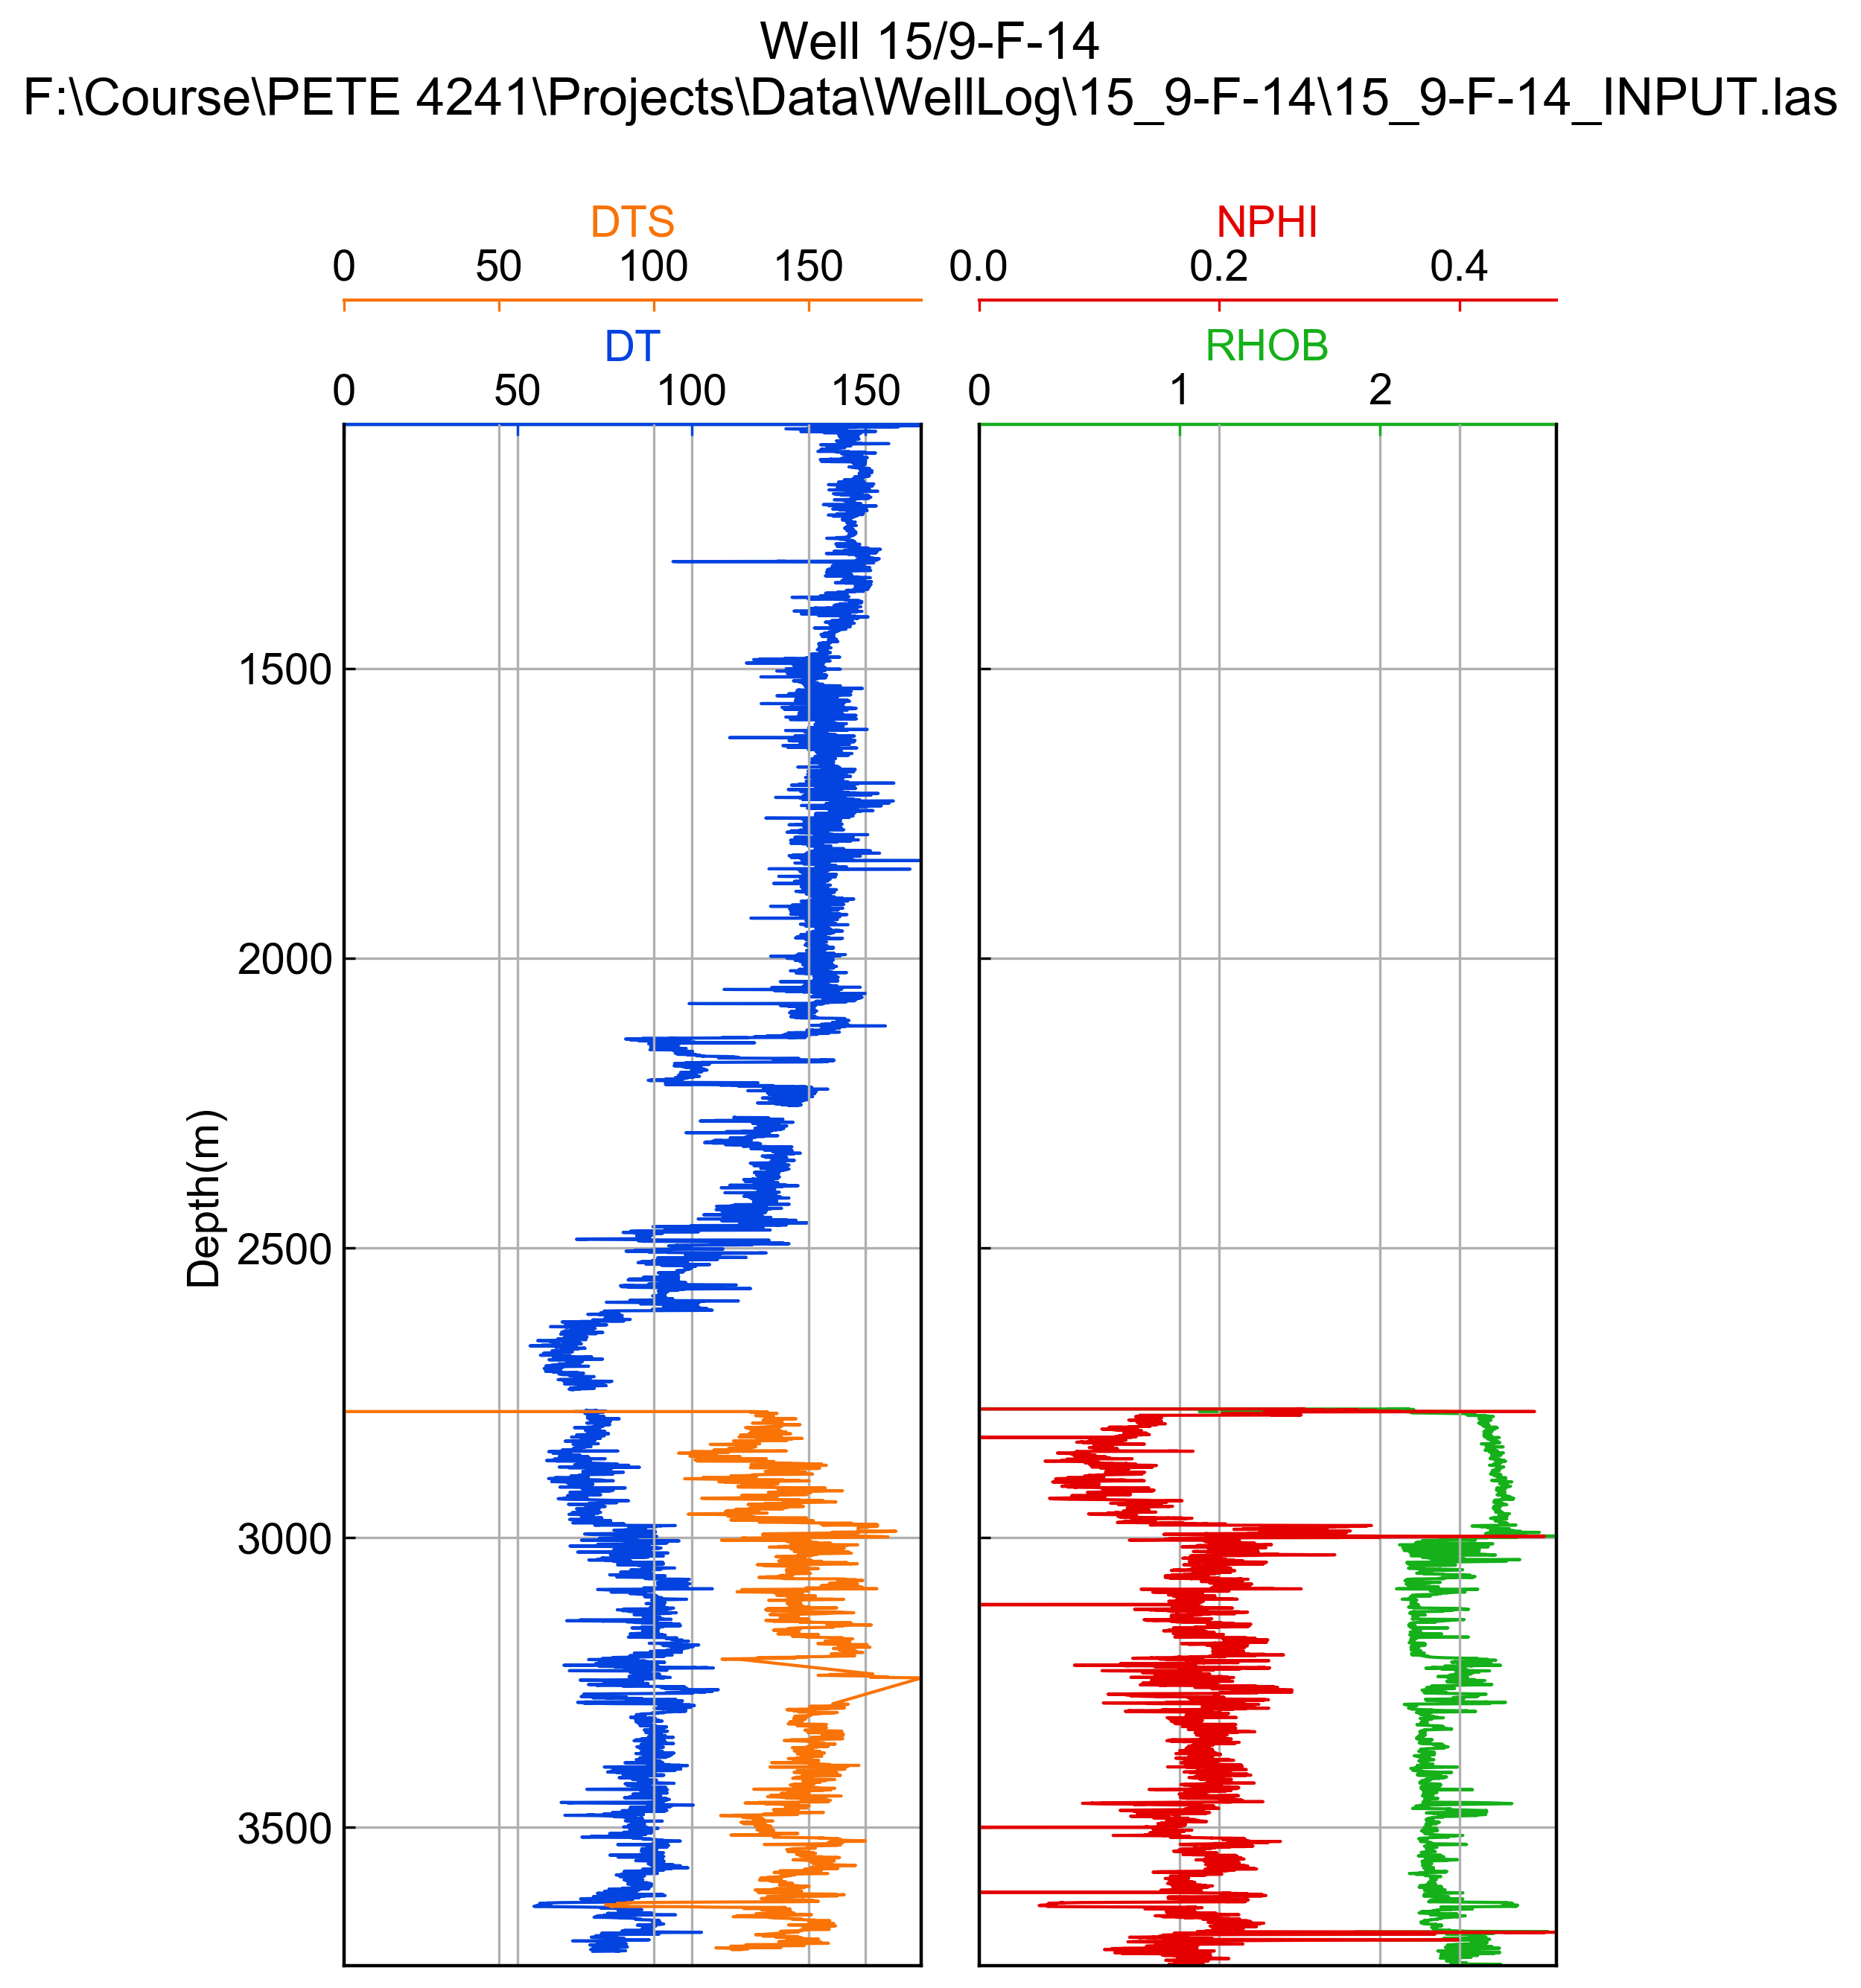 Well 15/9-F-14
F:\Course\PETE 4241\Projects\Data\WellLog\15_9-F-14\15_9-F-14_INPUT.las
DTS
0 50 100 150
DT
0 50 100 150
NPHI
0.0 0.2 0.4
RHOB
0 1 2
Depth(m)
1500
2000
2500
3000
3500